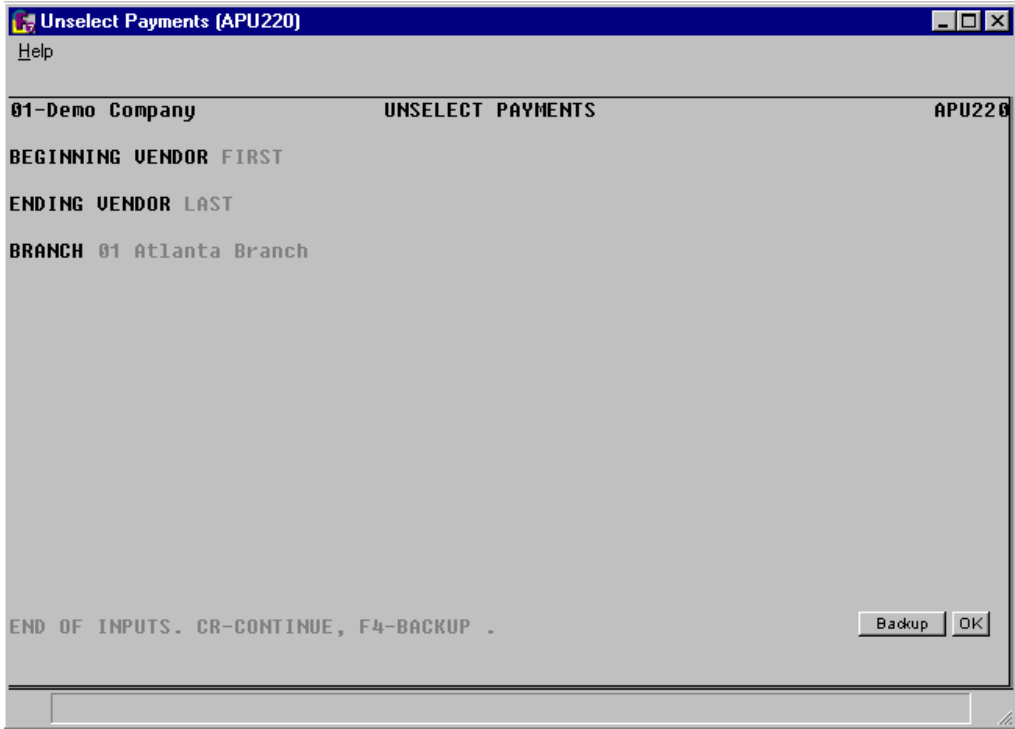 Unselect Payments (APU220)
Help
01-Demo Company UNSELECT PAYMENTS APU220
BEGINNING VENDOR FIRST
ENDING VENDOR LAST
BRANCH 01 Atlanta Branch
END OF INPUTS. CR-CONTINUE, F4-BACKUP . Backup OK